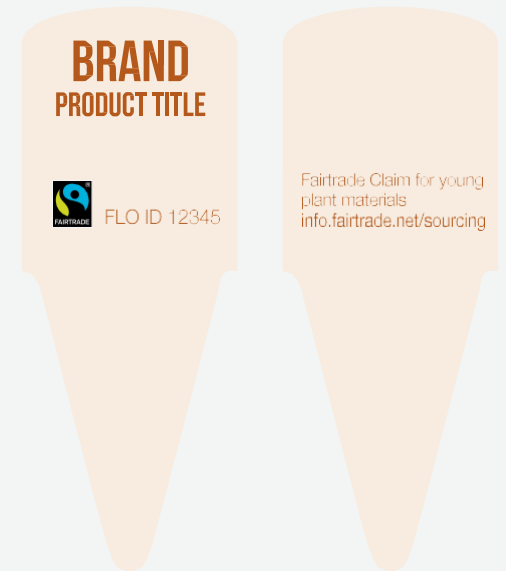 BRAND
PRODUCT TITLE
FAIRTRADE
®
FLO ID 12345
Fairtrade Claim for young
plant materials
info.fairtrade.net/sourcing